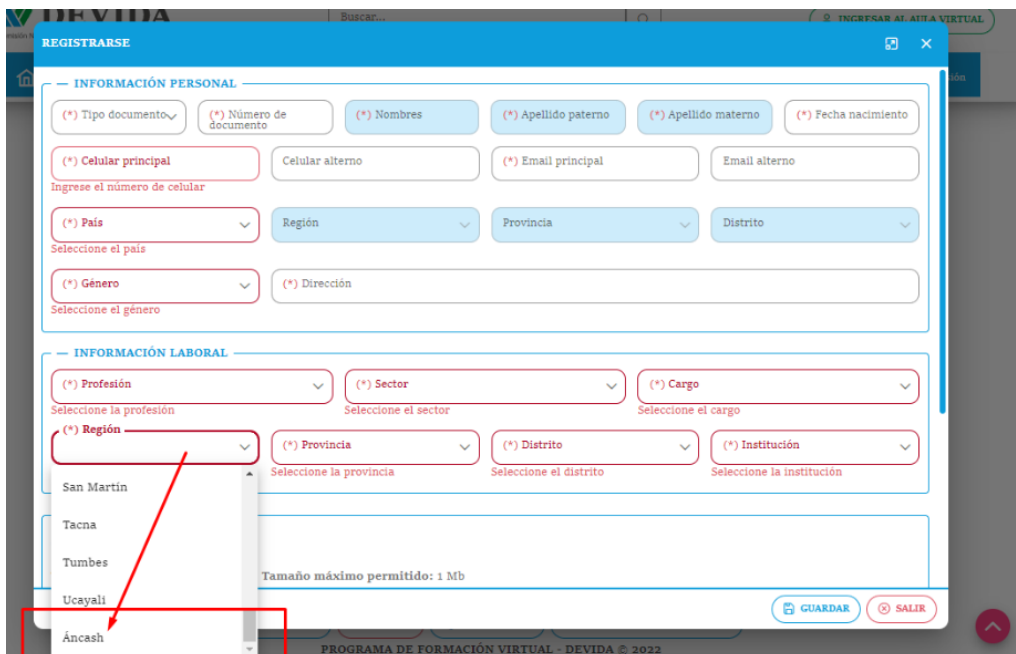 DEVIDA
Buscar...
INGRESAR AL AULA VIRTUAL
REGISTRARSE
INFORMACIÓN PERSONAL
(*) Tipo documento
(*) Número de documento
(*) Nombres
(*) Apellido paterno
(*) Apellido materno
(*) Fecha nacimiento
(*) Celular principal
Celular alterno
(*) Email principal
Email alterno
Ingrese el número de celular
(*) País
Región
Provincia
Distrito
Seleccione el país
(*) Género
(*) Dirección
Seleccione el género
INFORMACIÓN LABORAL
(*) Profesión
(*) Sector
(*) Cargo
Seleccione la profesión
Seleccione el sector
Seleccione el cargo
(*) Región
(*) Provincia
(*) Distrito
(*) Institución
Seleccione la provincia
Seleccione el distrito
Seleccione la institución
San Martín
Tacna
Tumbes
Tamaño máximo permitido: 1 Mb
Ucayali
GUARDAR
SALIR
Áncash
PROGRAMA DE FORMACIÓN VIRTUAL - DEVIDA © 2022